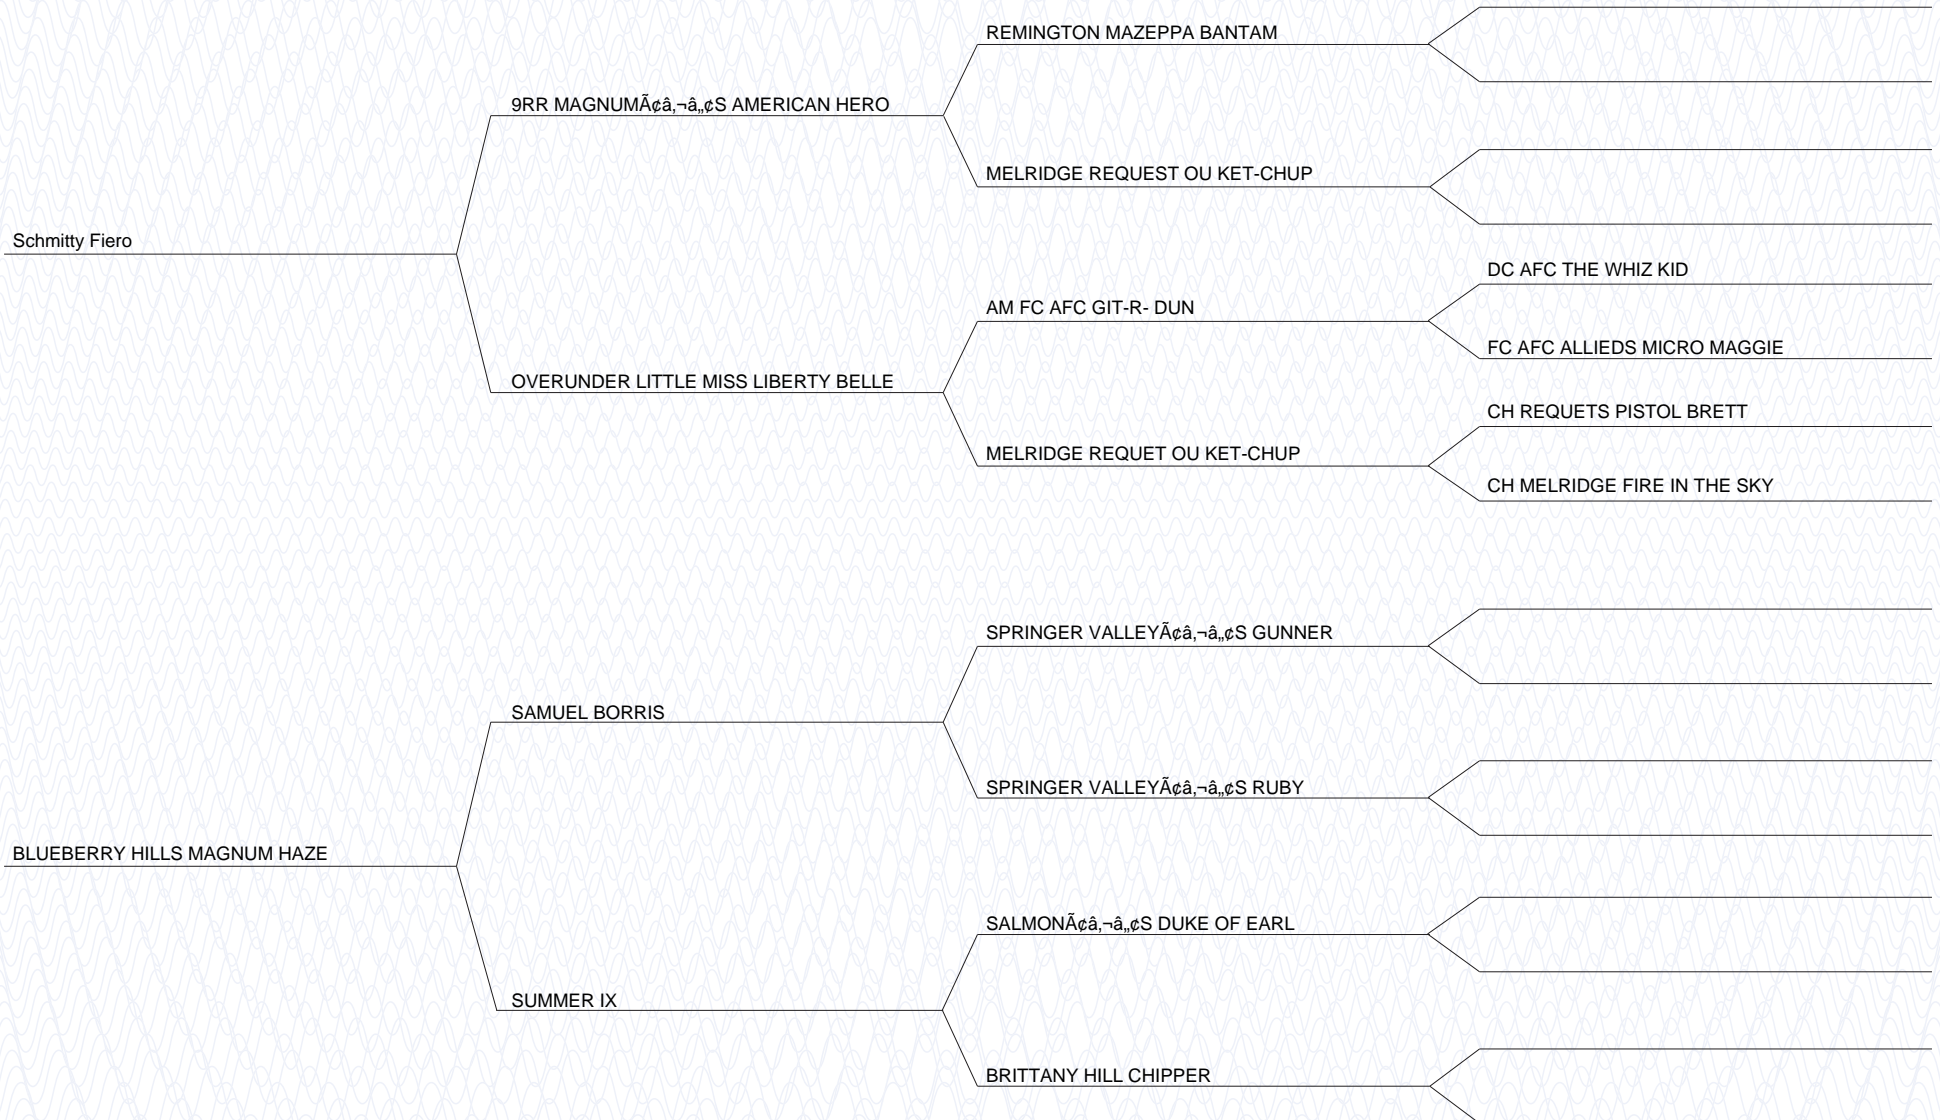 REMINGTON MAZEPPA BANTAM
9RR MAGNUMÃ¢â‚¬â„¢S AMERICAN HERO
MELRIDGE REQUEST OU KET-CHUP
Schmitty Fiero
DC AFC THE WHIZ KID
AM FC AFC GIT-R- DUN
FC AFC ALLIEDS MICRO MAGGIE
OVERUNDER LITTLE MISS LIBERTY BELLE
CH REQUETS PISTOL BRETT
MELRIDGE REQUET OU KET-CHUP
CH MELRIDGE FIRE IN THE SKY
SPRINGER VALLEYÃ¢â‚¬â„¢S GUNNER
SAMUEL BORRIS
SPRINGER VALLEYÃ¢â‚¬â„¢S RUBY
BLUEBERRY HILLS MAGNUM HAZE
SALMONÃ¢â‚¬â„¢S DUKE OF EARL
SUMMER IX
BRITTANY HILL CHIPPER